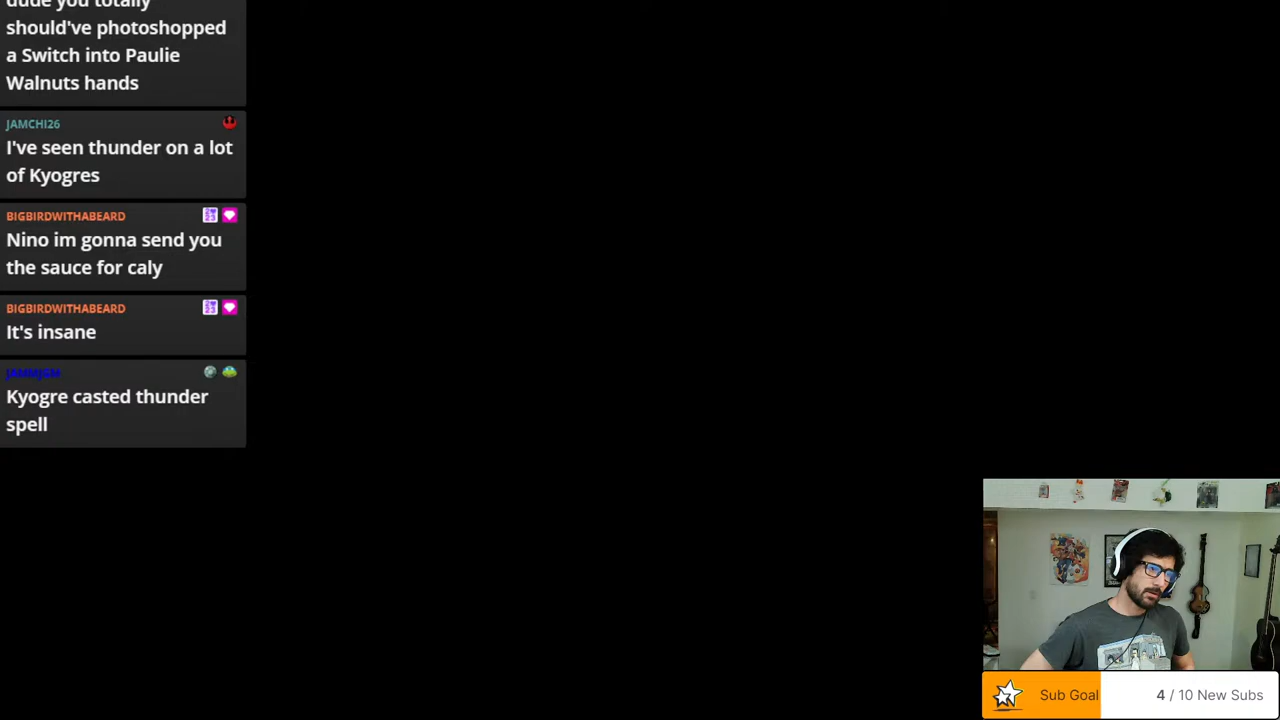 dude you totally
should've photoshopped
a Switch into Paulie
Walnuts hands
JAMCHI26
I've seen thunder on a lot
of Kyogres
BIGBIRDWITHABEARD
Nino im gonna send you
the sauce for caly
BIGBIRDWITHABEARD
It's insane
JAMMJGM
Kyogre casted thunder
spell
Sub Goal 4 / 10 New Subs